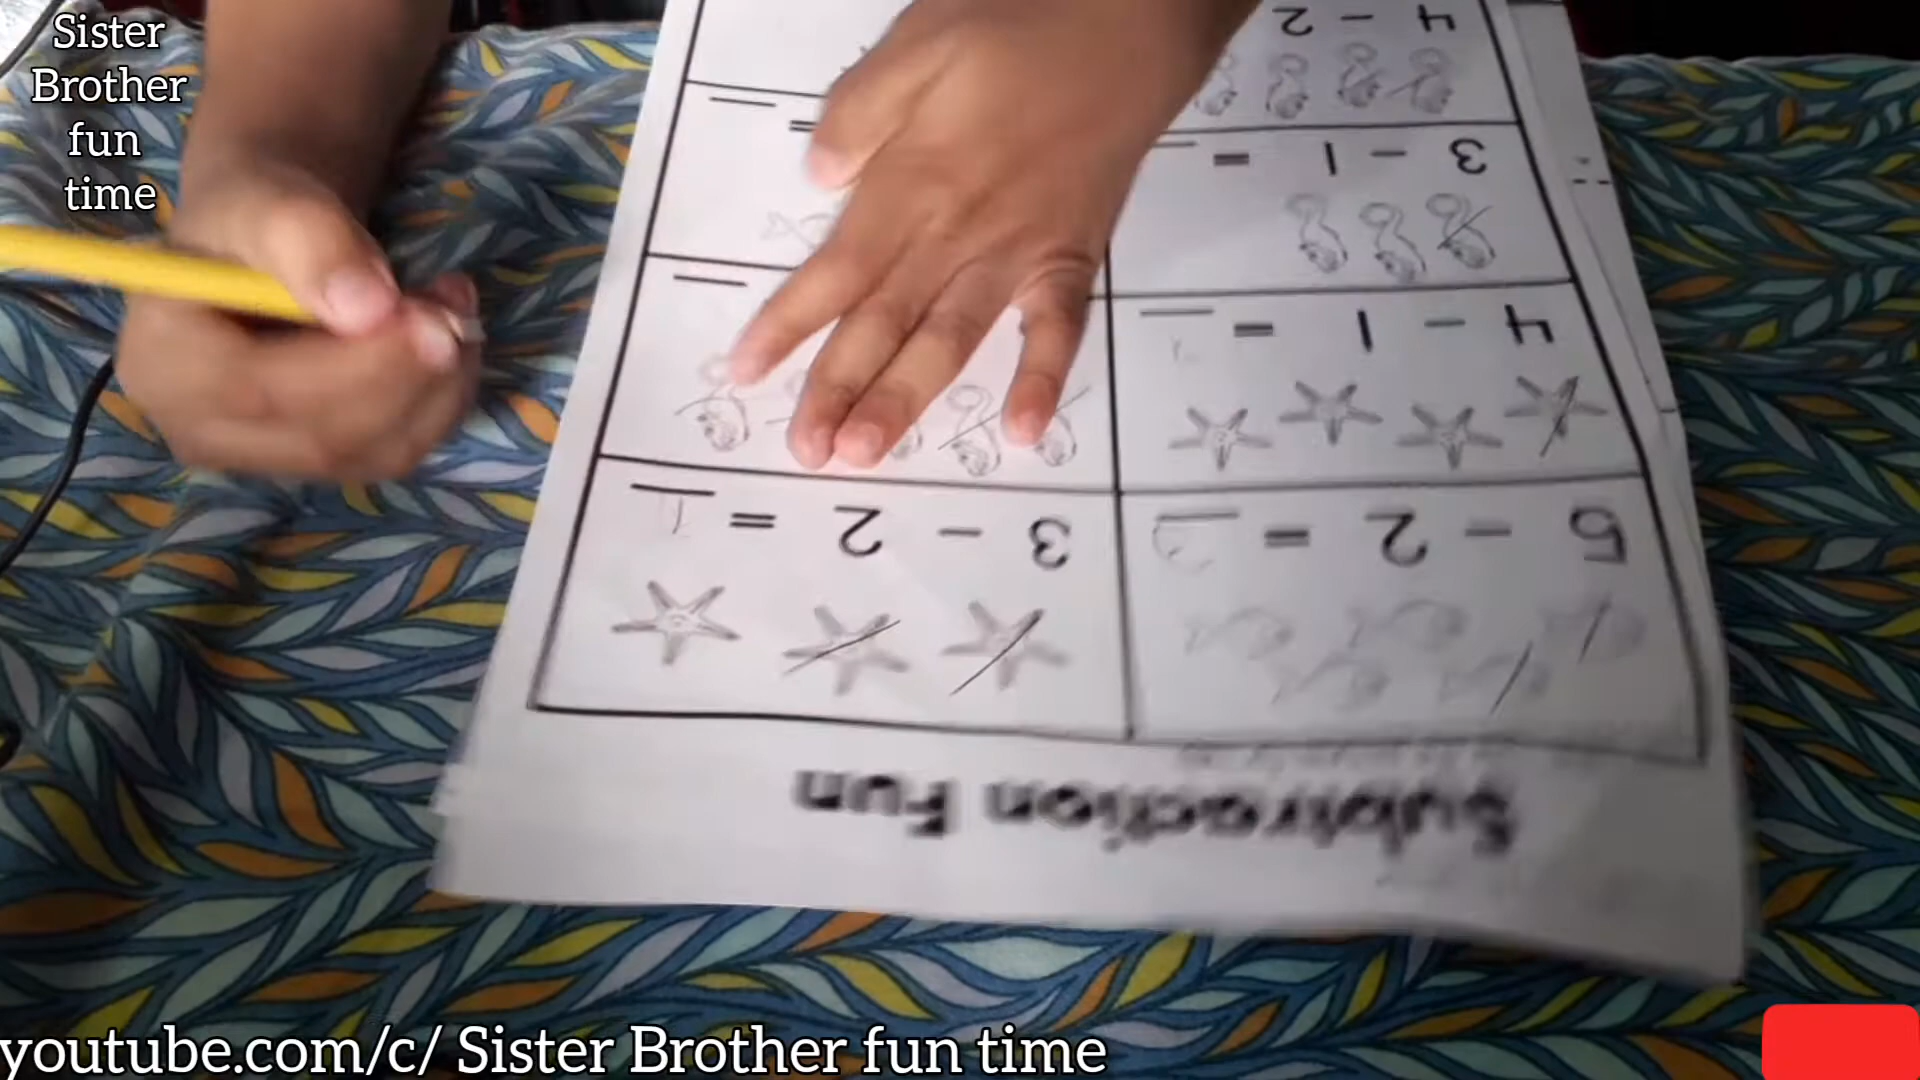 Sister
Brother
fun
time
Subtraction Fun
5 - 2 = 3
3 - 2 = 1
4 - 1 =
3 - 1 =
4 - 2
=
youtube.com/c/ Sister Brother fun time